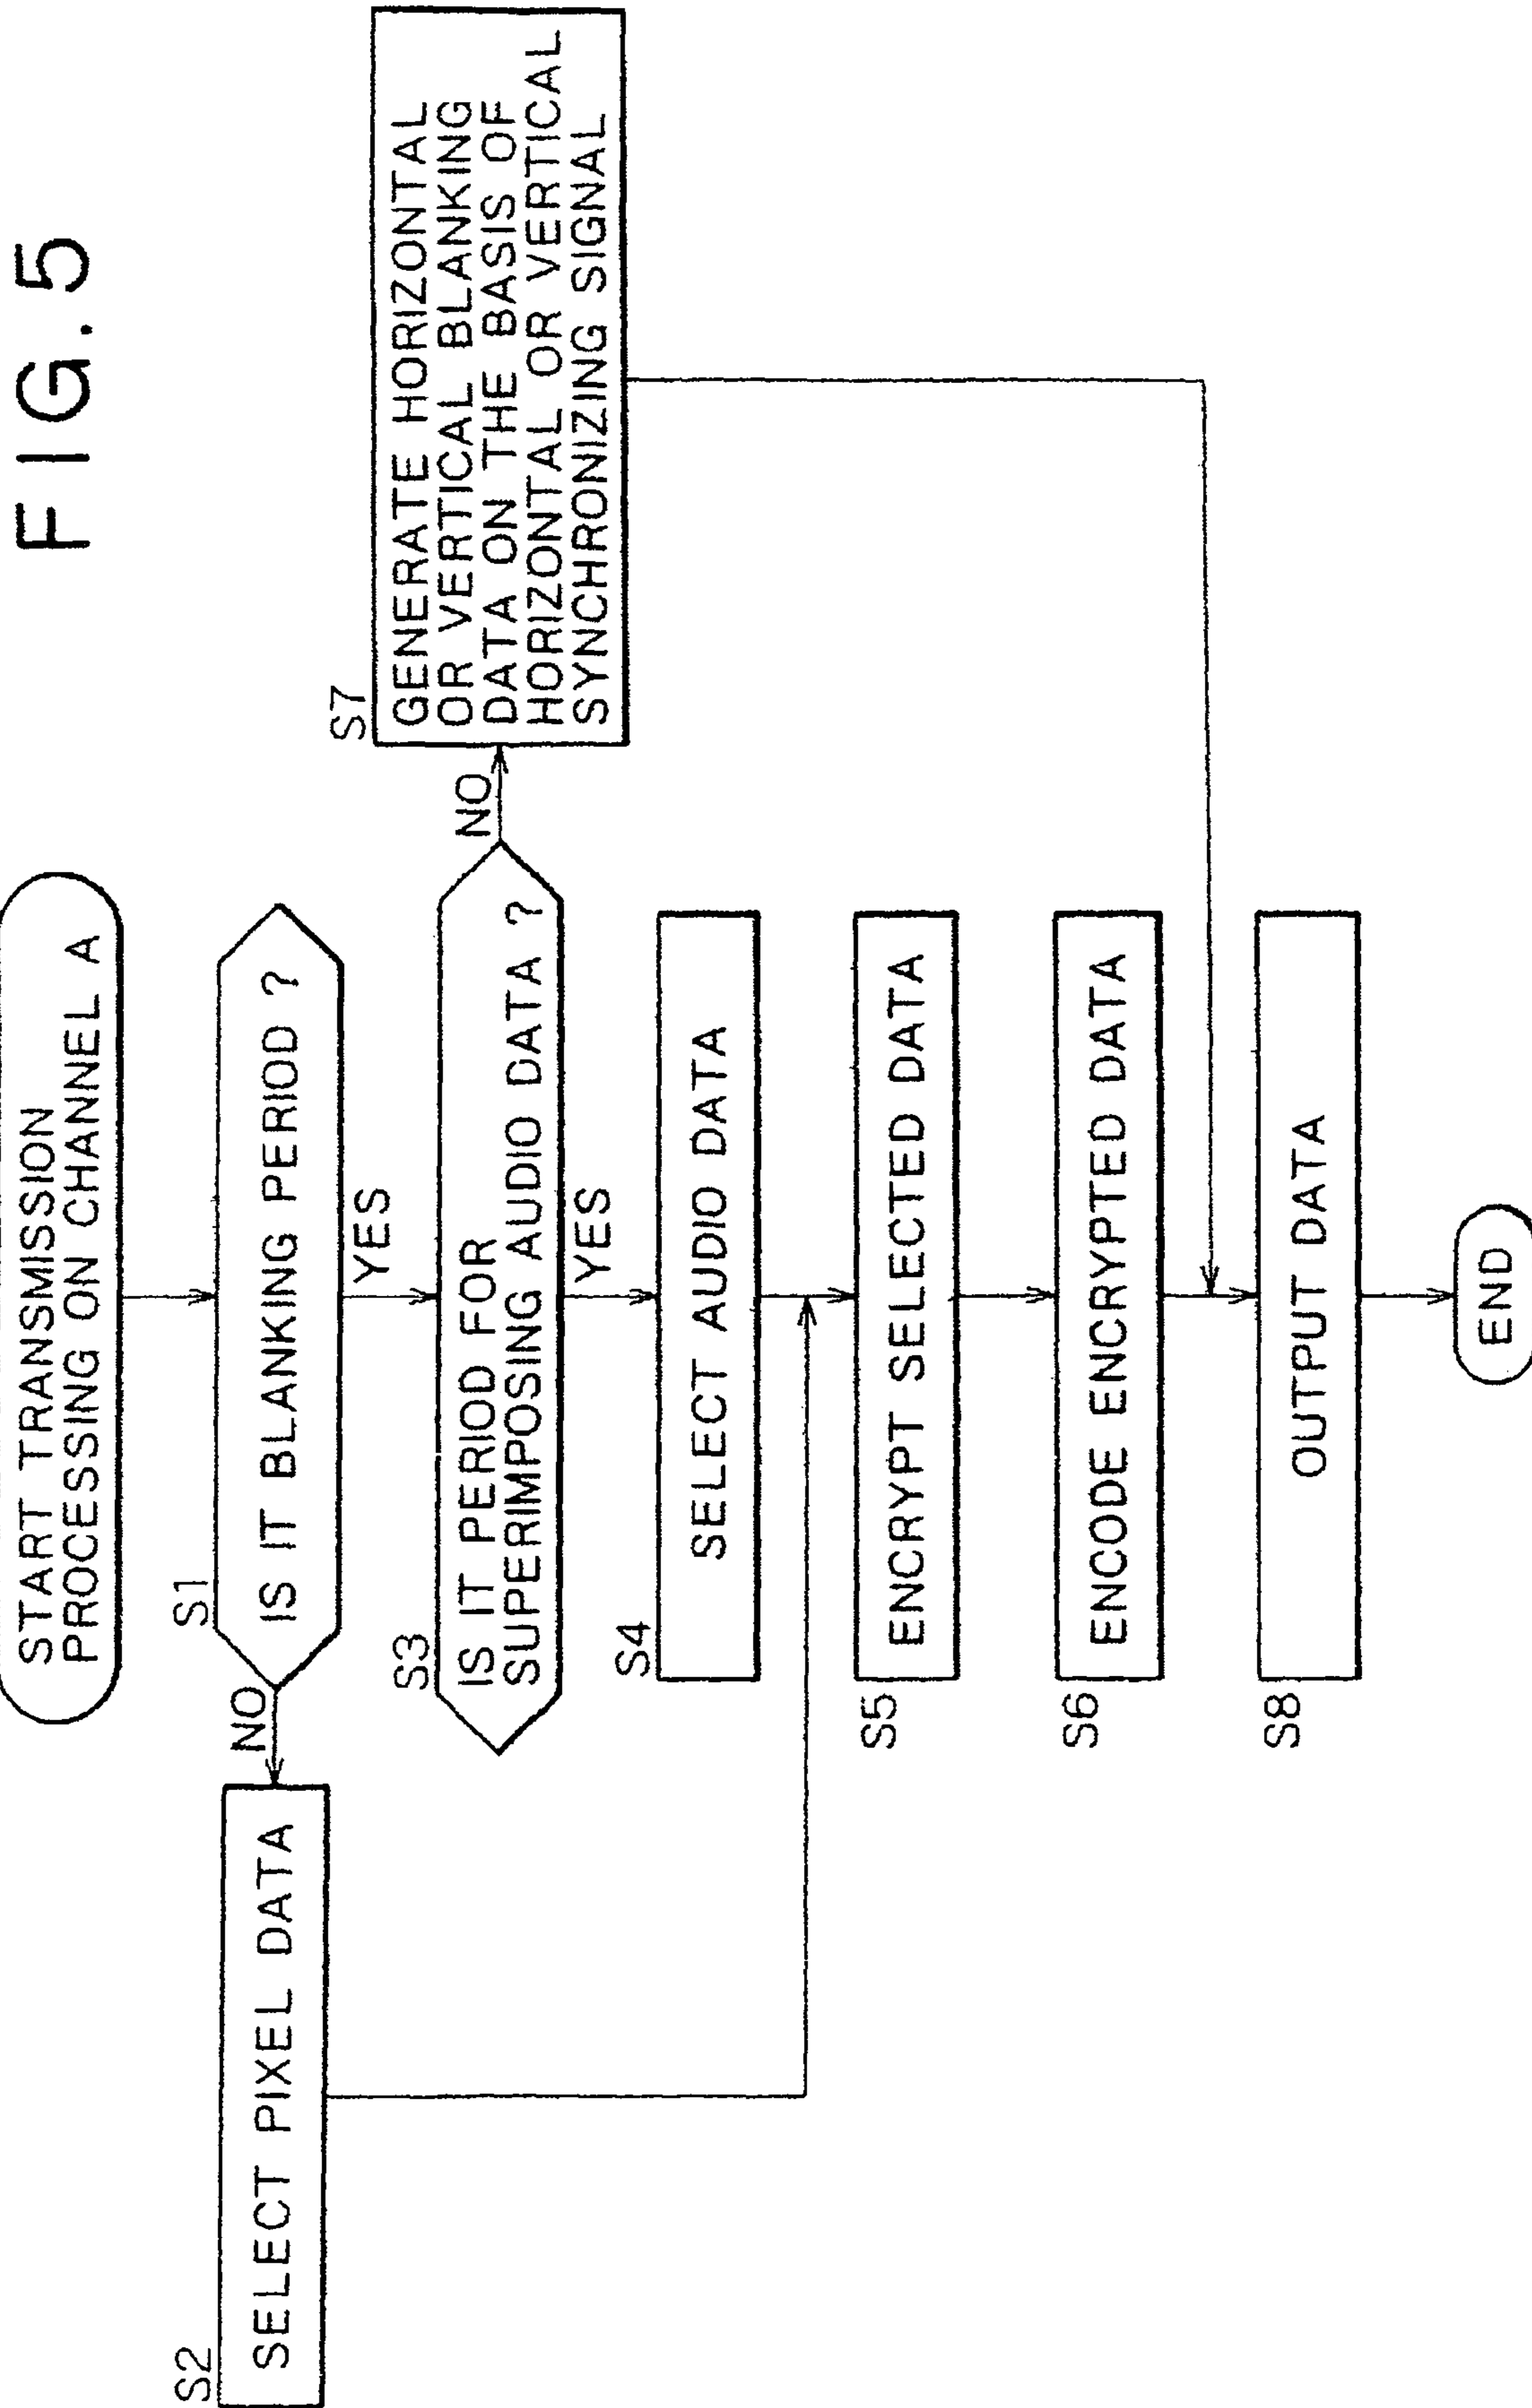 FIG. 5
START TRANSMISSION
PROCESSING ON CHANNEL A
S1
IS IT BLANKING PERIOD ?
NO
YES
S2
SELECT PIXEL DATA
S3
IS IT PERIOD FOR
SUPERIMPOSING AUDIO DATA ?
NO
YES
S7
GENERATE HORIZONTAL
OR VERTICAL BLANKING
DATA ON THE BASIS OF
HORIZONTAL OR VERTICAL
SYNCHRONIZING SIGNAL
S4
SELECT AUDIO DATA
S5
ENCRYPT SELECTED DATA
S6
ENCODE ENCRYPTED DATA
S8
OUTPUT DATA
END